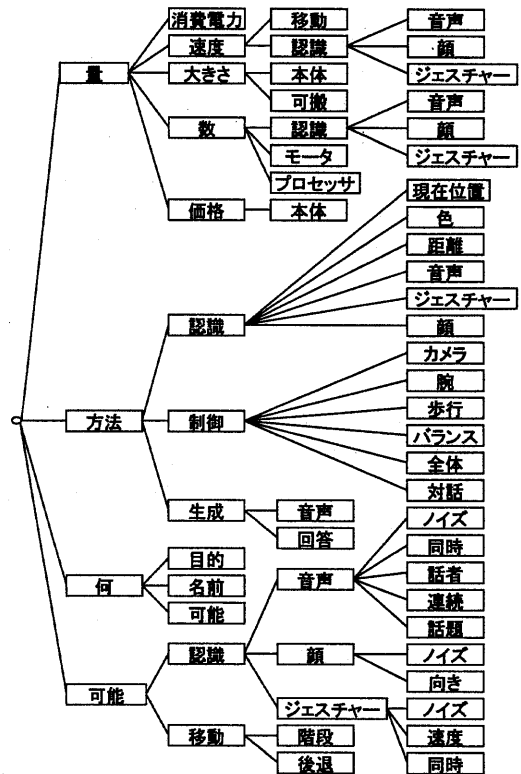 消費電力 移動 音声
速度 認識 顔
量 大きさ 本体 ジェスチャー
可搬 音声
数 認識 顔
モータ ジェスチャー
プロセッサ
現在位置
価格 本体
色
距離
音声
ジェスチャー
認識 顔
カメラ
腕
歩行
方法 制御
バランス
全体
対話
生成 音声
ノイズ
回答
同時
目的
音声 話者
何 名前
連続
可能
話題
認識 顔 ノイズ
向き
可能
ジェスチャー ノイズ
移動 階段 速度
後退 同時